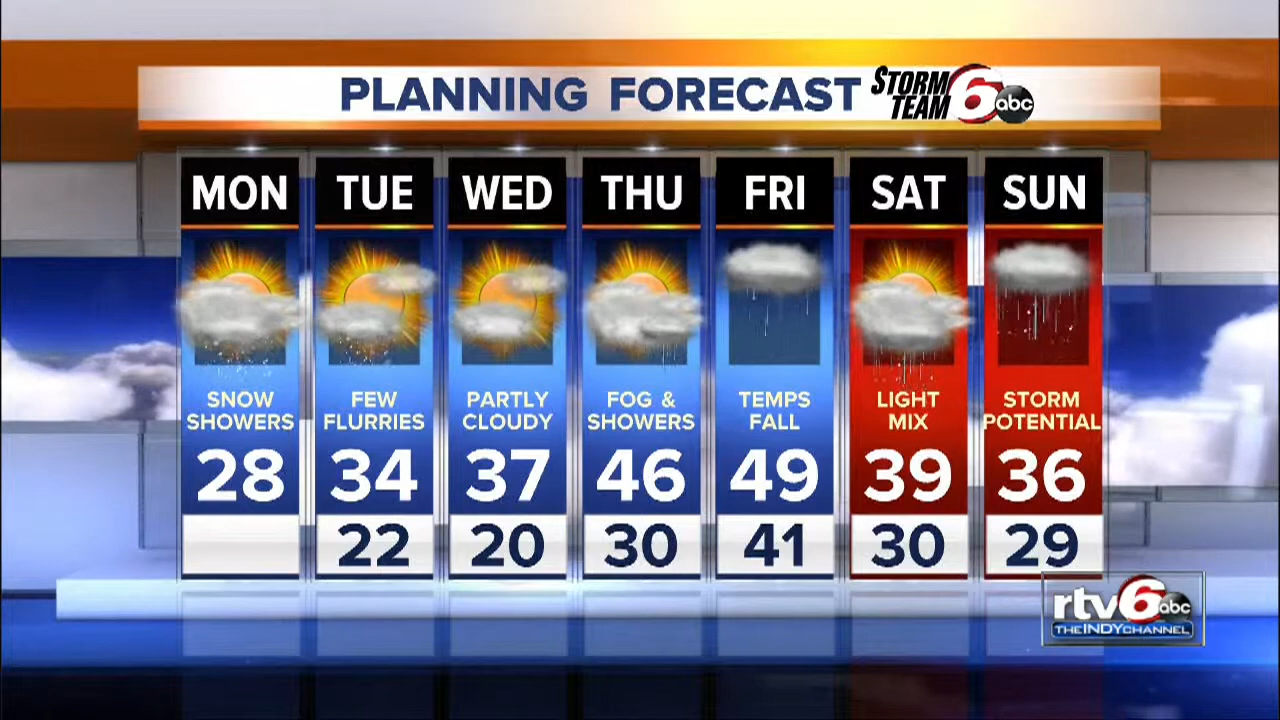 PLANNING FORECAST STORM TEAM 6 abc
MON TUE WED THU FRI SAT SUN
SNOW SHOWERS
FEW FLURRIES
PARTLY CLOUDY
FOG & SHOWERS
TEMPS FALL
LIGHT MIX
STORM POTENTIAL
28 34 37 46 49 39 36
22 20 30 41 30 29
rtv6 abc
THE INDY CHANNEL